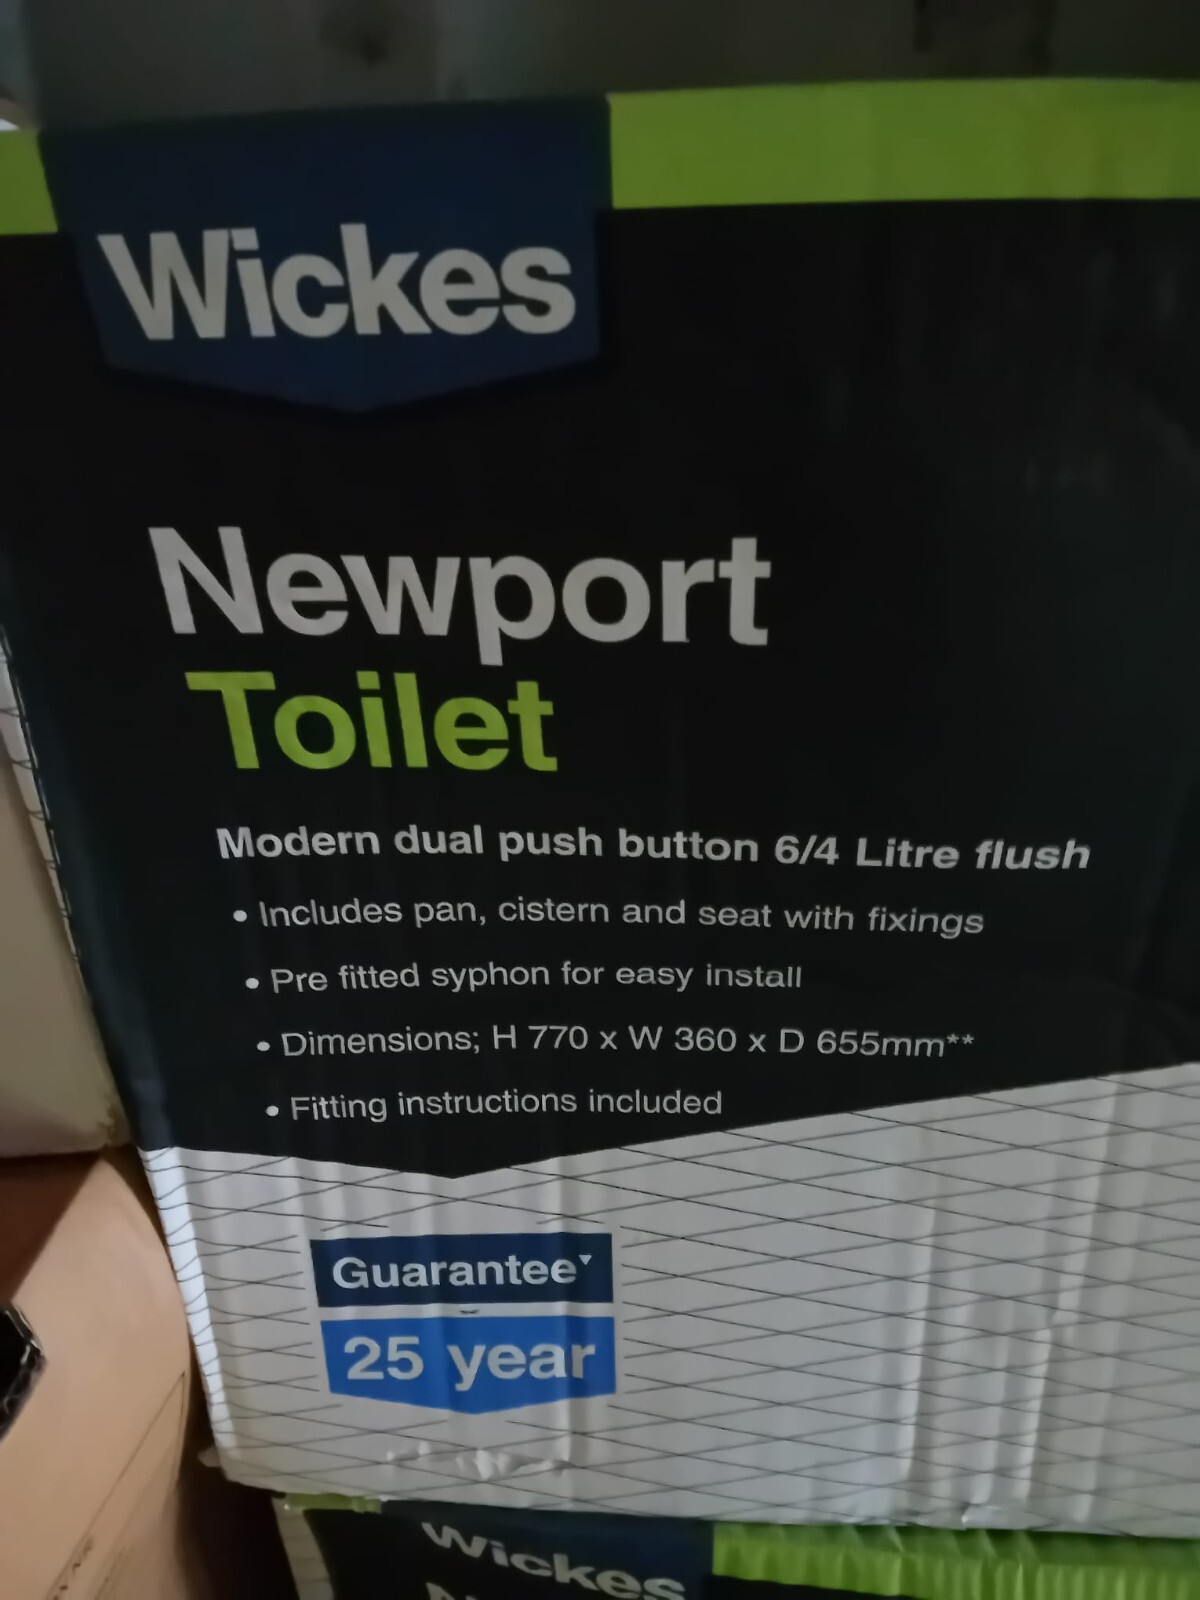 Wickes
Newport
Toilet
Modern dual push button 6/4 Litre flush
• Includes pan, cistern and seat with fixings
• Pre fitted syphon for easy install
• Dimensions; H 770 x W 360 x D 655mm**
• Fitting instructions included
Guarantee▼
25 year
Wickes